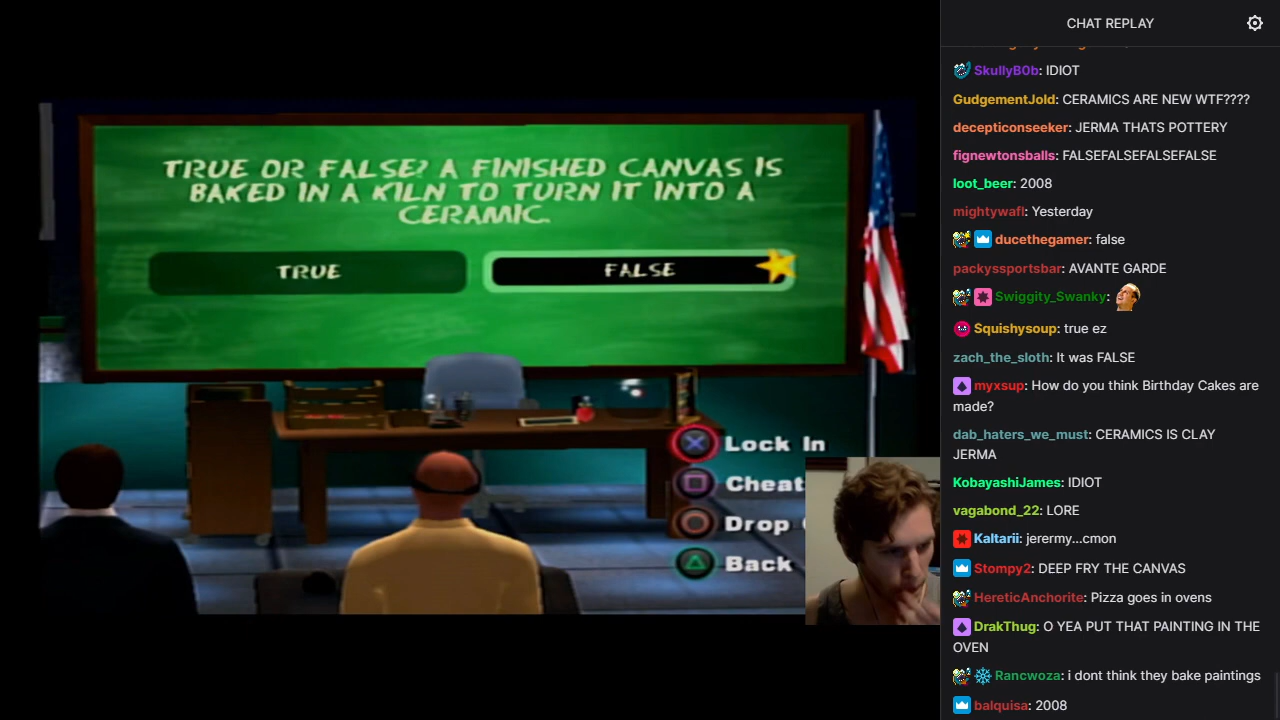 CHAT REPLAY
SkullyB0b: IDIOT
GudgementJold: CERAMICS ARE NEW WTF????
decepticonseeker: JERMA THATS POTTERY
fignewtonsballs: FALSEFALSEFALSEFALSE
loot_beer: 2008
mightywafl: Yesterday
ducethegamer: false
packyssportsbar: AVANTE GARDE
Swiggity_Swanky:
Squishysoup: true ez
zach_the_sloth: It was FALSE
myxsup: How do you think Birthday Cakes are
made?
dab_haters_we_must: CERAMICS IS CLAY
JERMA
KobayashiJames: IDIOT
vagabond_22: LORE
Kaltarii: jerermy...cmon
Stompy2: DEEP FRY THE CANVAS
HereticAnchorite: Pizza goes in ovens
DrakThug: O YEA PUT THAT PAINTING IN THE
OVEN
Rancwoza: i dont think they bake paintings
balquisa: 2008
TRUE OR FALSE? A FINISHED CANVAS IS
BAKED IN A KILN TO TURN IT INTO A
CERAMIC.
TRUE
FALSE
Lock In
Cheat
Drop
Back